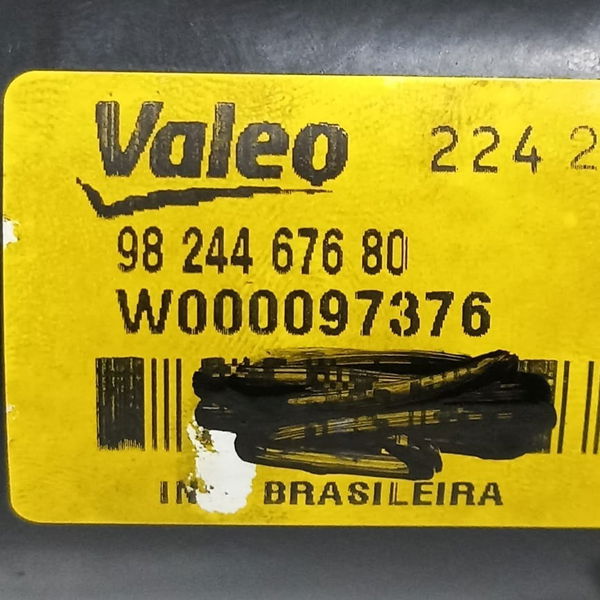 Valeo 224 2
98 244 676 80
W000097376
BRASILEIRA